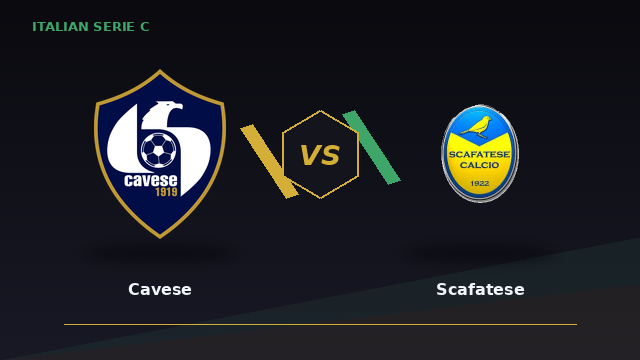 ITALIAN SERIE C
cavese
1919
VS
SCAFATESE
CALCIO
1922
Cavese
Scafatese